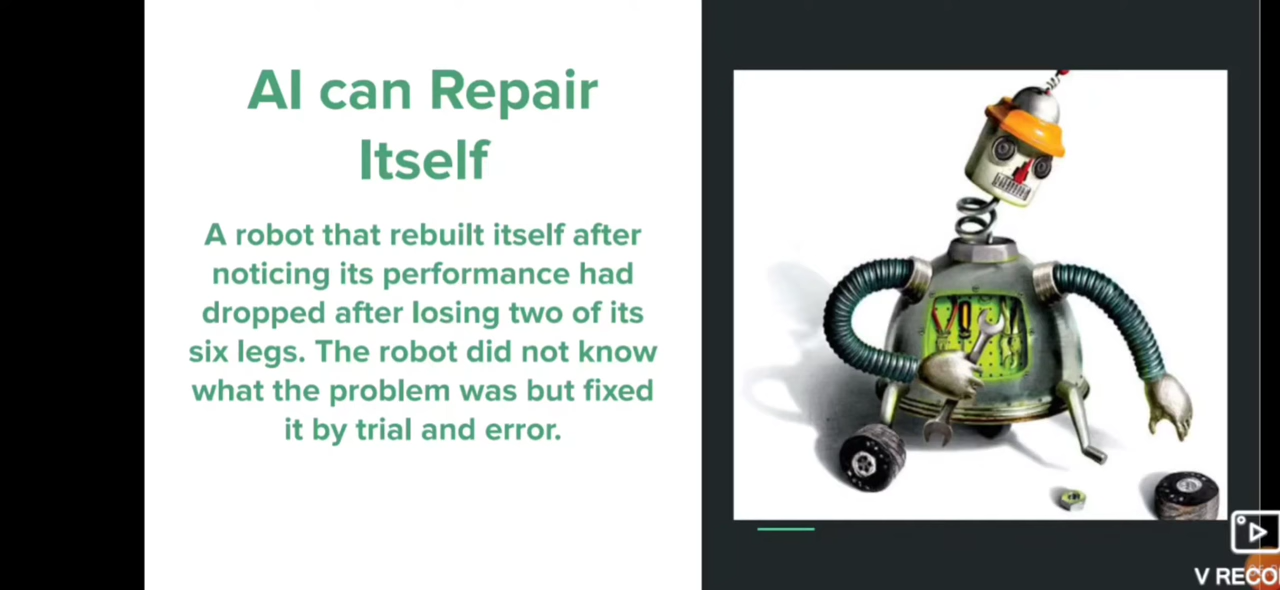 AI can Repair
Itself
A robot that rebuilt itself after
noticing its performance had
dropped after losing two of its
six legs. The robot did not know
what the problem was but fixed
it by trial and error.
V RECO